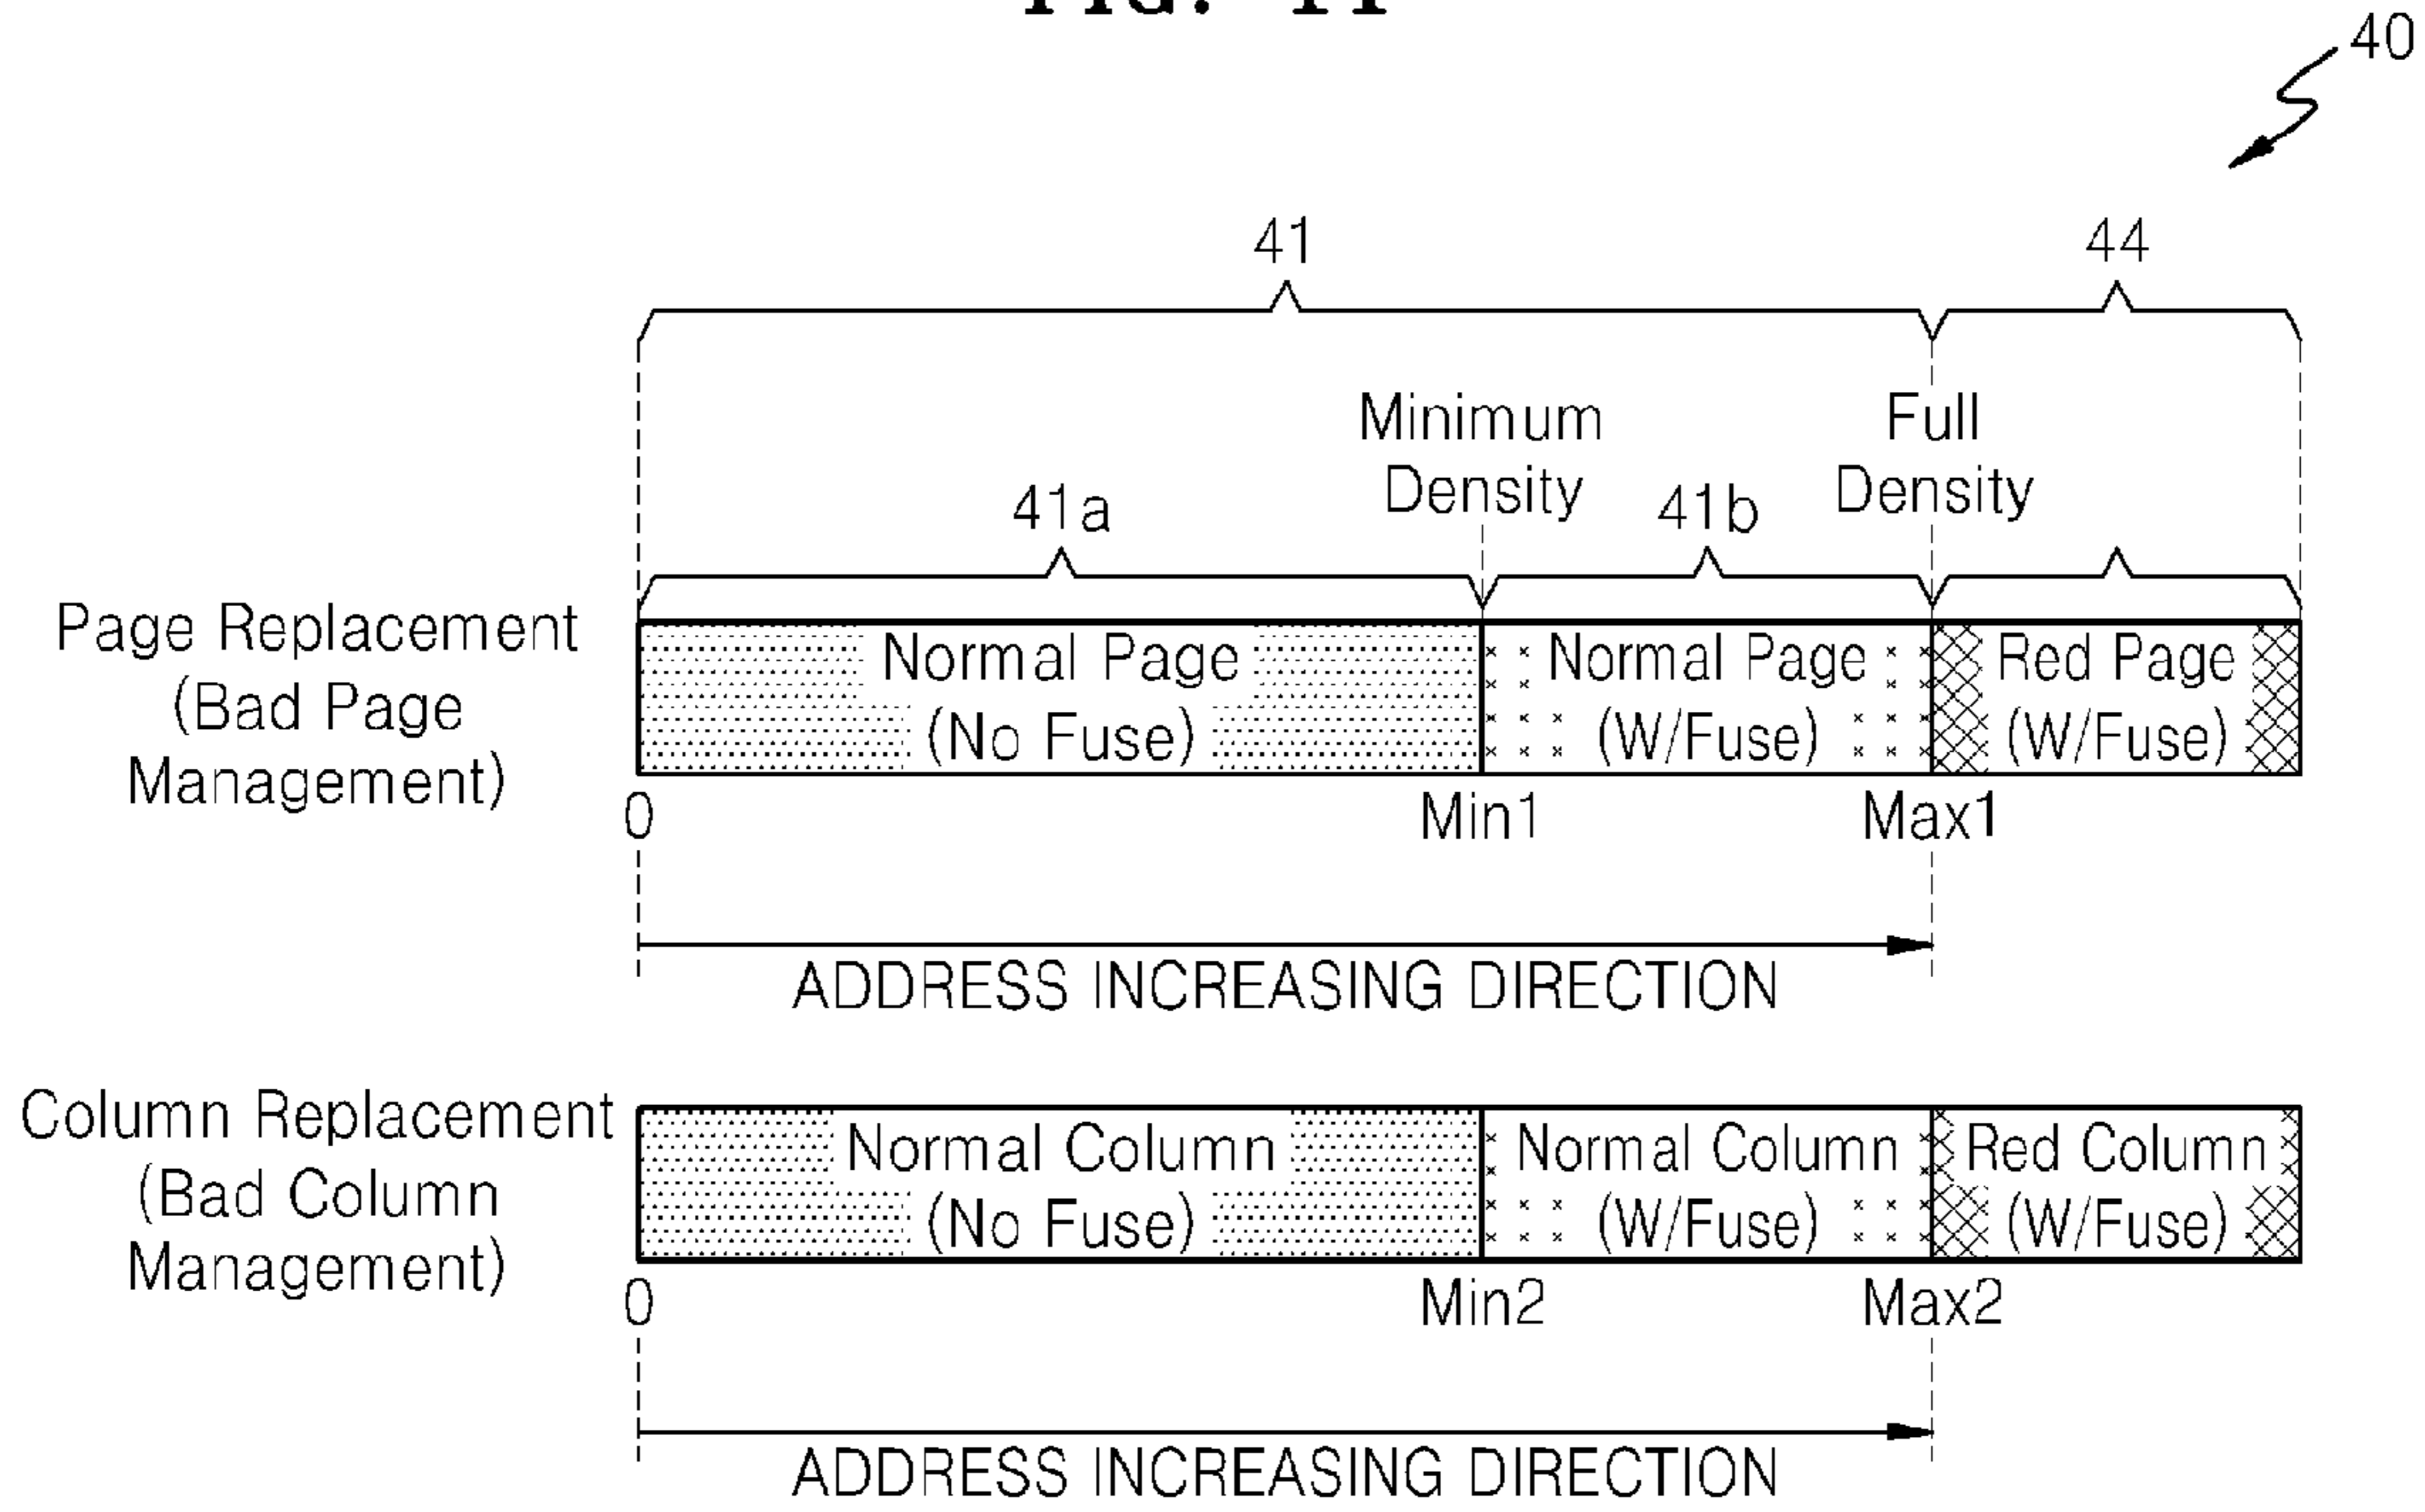 40
41
44
Minimum
Density
Full
Density
41a
41b
Page Replacement
(Bad Page
Management)
Normal Page
(No Fuse)
Normal Page
(W/Fuse)
Red Page
(W/Fuse)
0
Min1
Max1
ADDRESS INCREASING DIRECTION
Column Replacement
(Bad Column
Management)
Normal Column
(No Fuse)
Normal Column
(W/Fuse)
Red Column
(W/Fuse)
0
Min2
Max2
ADDRESS INCREASING DIRECTION